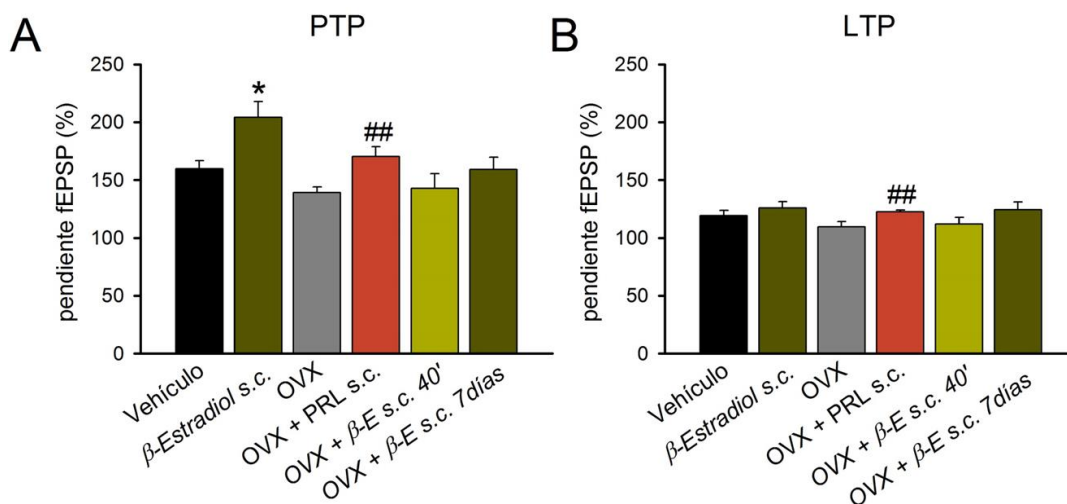 A
PTP
pendiente fEPSP (%)
250
200
150
100
50
0
*
##
Vehículo
β-Estradiol s.c.
OVX
OVX + PRL s.c.
OVX + β-E s.c. 40'
OVX + β-E s.c. 7días
B
LTP
pendiente fEPSP (%)
250
200
150
100
50
0
##
Vehículo
β-Estradiol s.c.
OVX
OVX + PRL s.c.
OVX + β-E s.c. 40'
OVX + β-E s.c. 7días